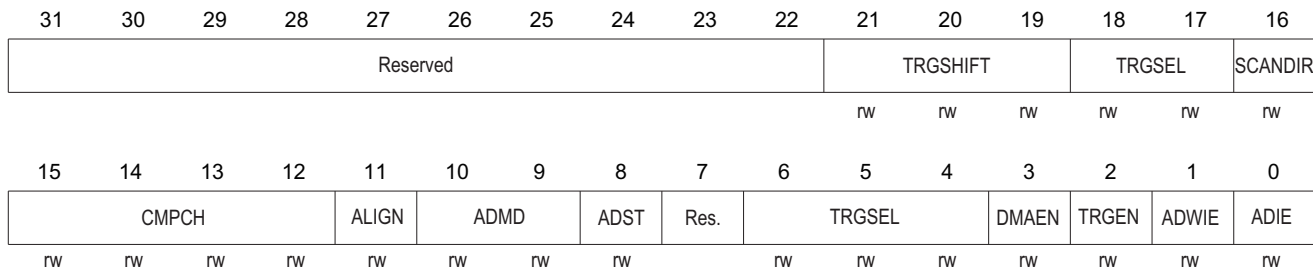 31 30 29 28 27 26 25 24 23 22 21 20 19 18 17 16
Reserved TRGSHIFT TRGSEL SCANDIR
rw rw rw rw rw rw
15 14 13 12 11 10 9 8 7 6 5 4 3 2 1 0
CMPCH ALIGN ADMD ADST Res. TRGSEL DMAEN TRGEN ADWIE ADIE
rw rw rw rw rw rw rw rw rw rw rw rw rw rw rw